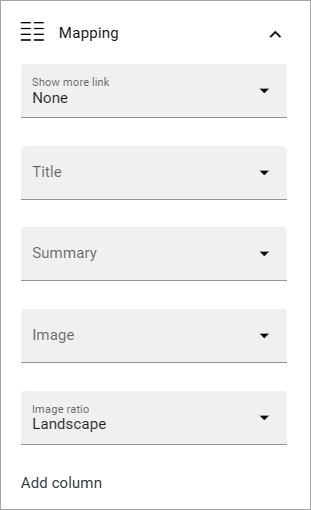 Mapping
Show more link
None
Title
Summary
Image
Image ratio
Landscape
Add column